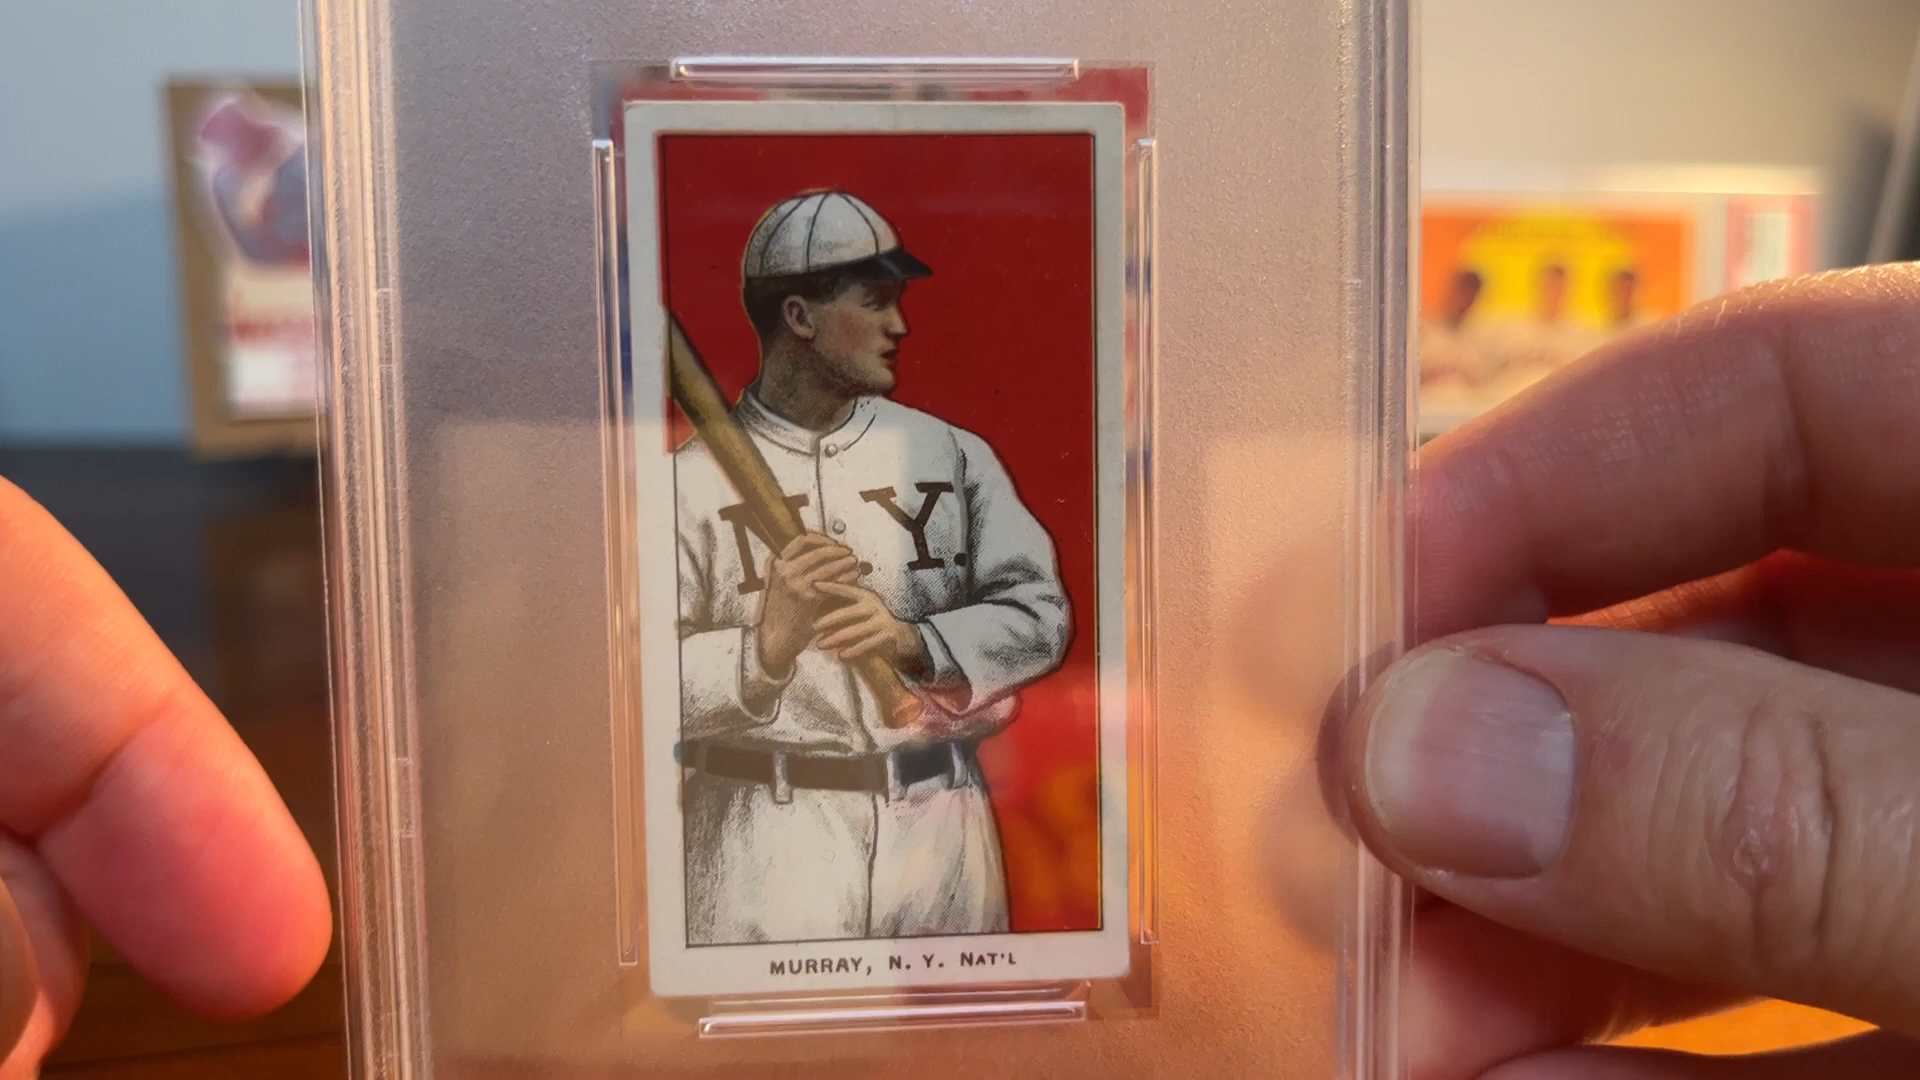 N. Y.
MURRAY, N. Y. NAT'L